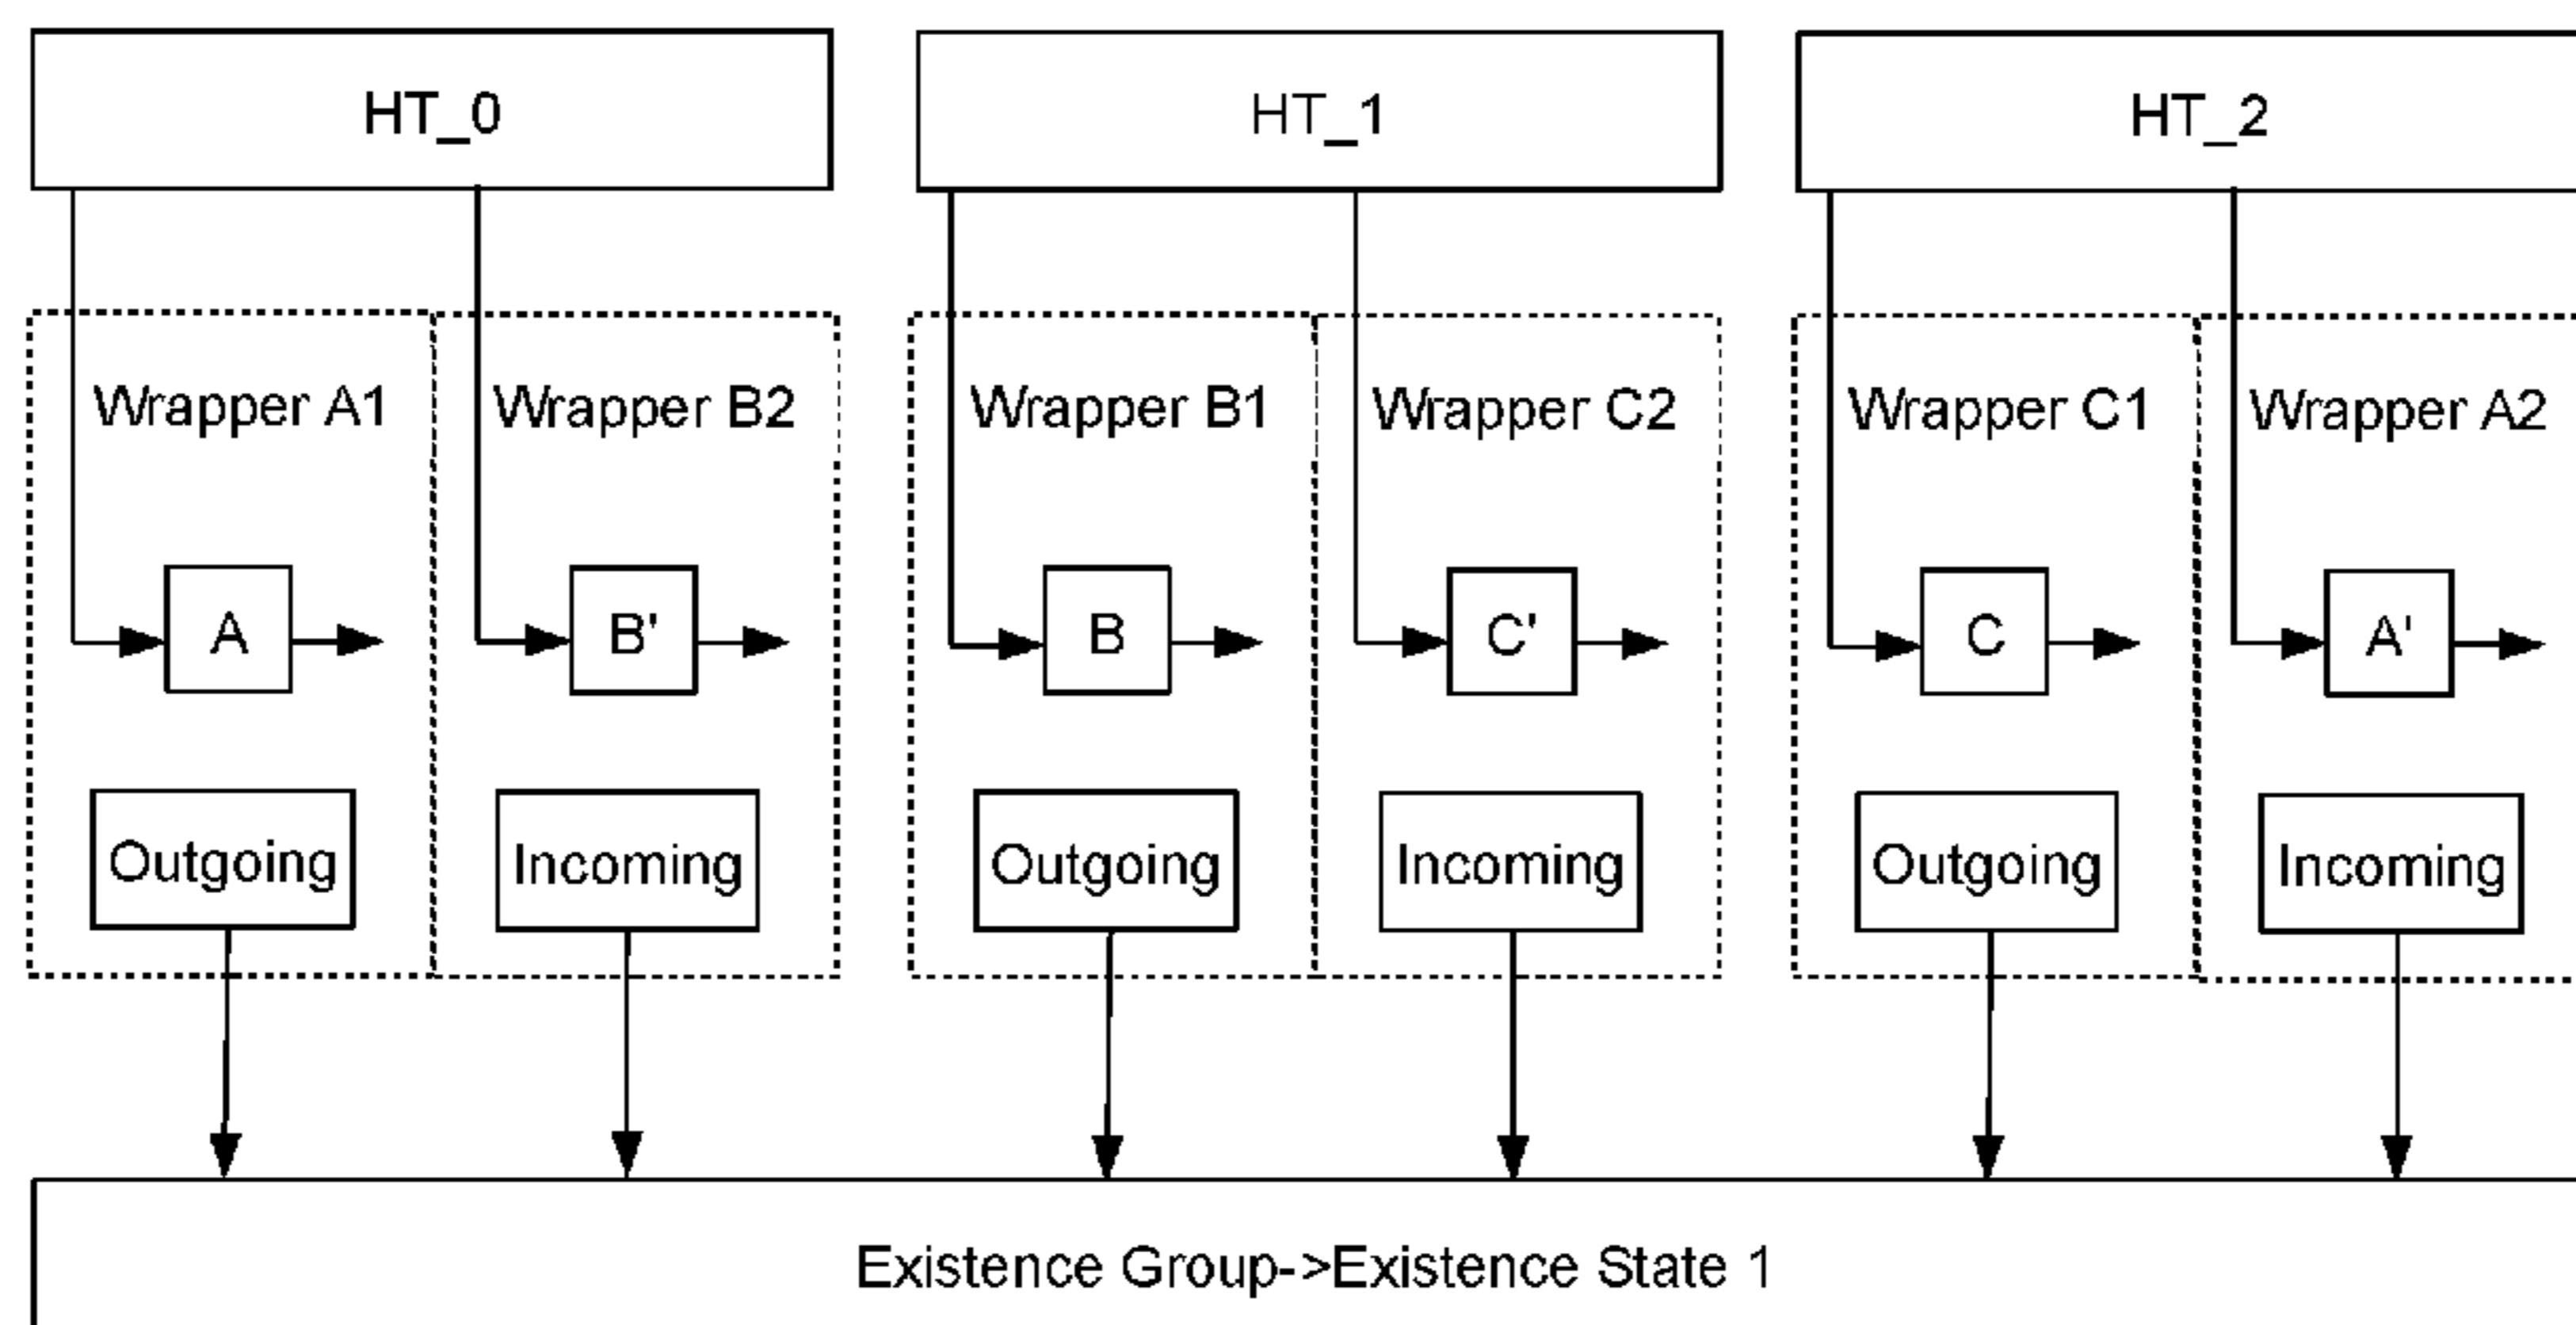 HT_0
HT_1
HT_2
Wrapper A1
Wrapper B2
Wrapper B1
Wrapper C2
Wrapper C1
Wrapper A2
A
B'
B
C'
C
A'
Outgoing
Incoming
Outgoing
Incoming
Outgoing
Incoming
Existence Group->Existence State 1